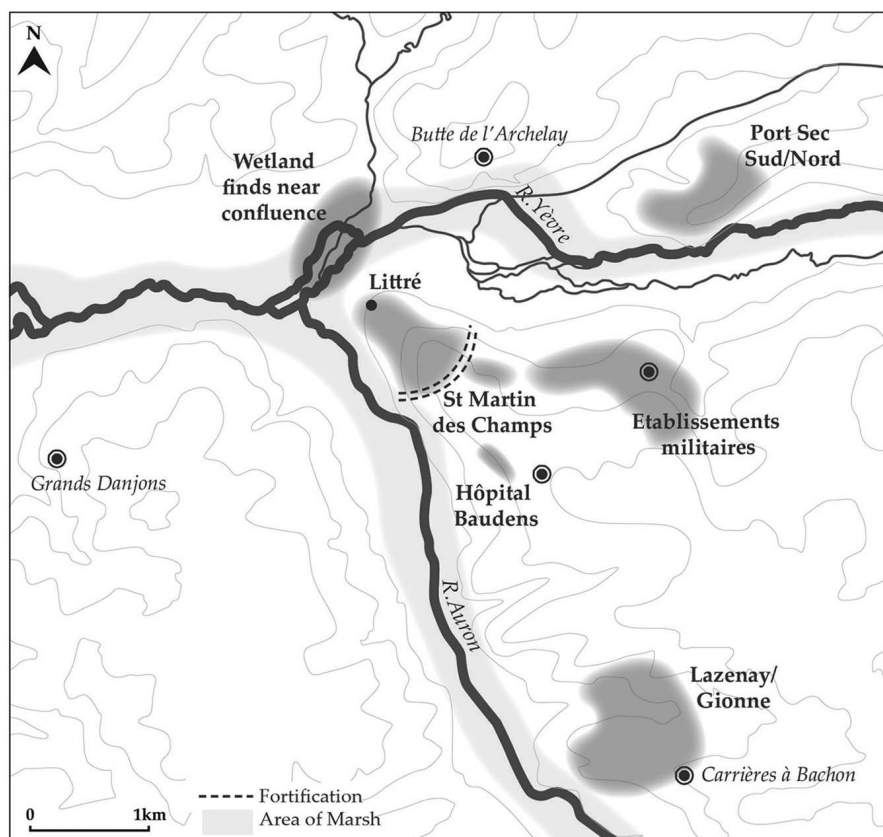 N
Butte de l'Archelay
Port Sec
Sud/Nord
Wetland
finds near
confluence
R.Yèvre
Littré
St Martin
des Champs
Etablissements
militaires
Grands Danjons
Hôpital
Baudens
R.Auron
Lazenay/
Gionne
Carrières à Bachon
Fortification
Area of Marsh
0 1km